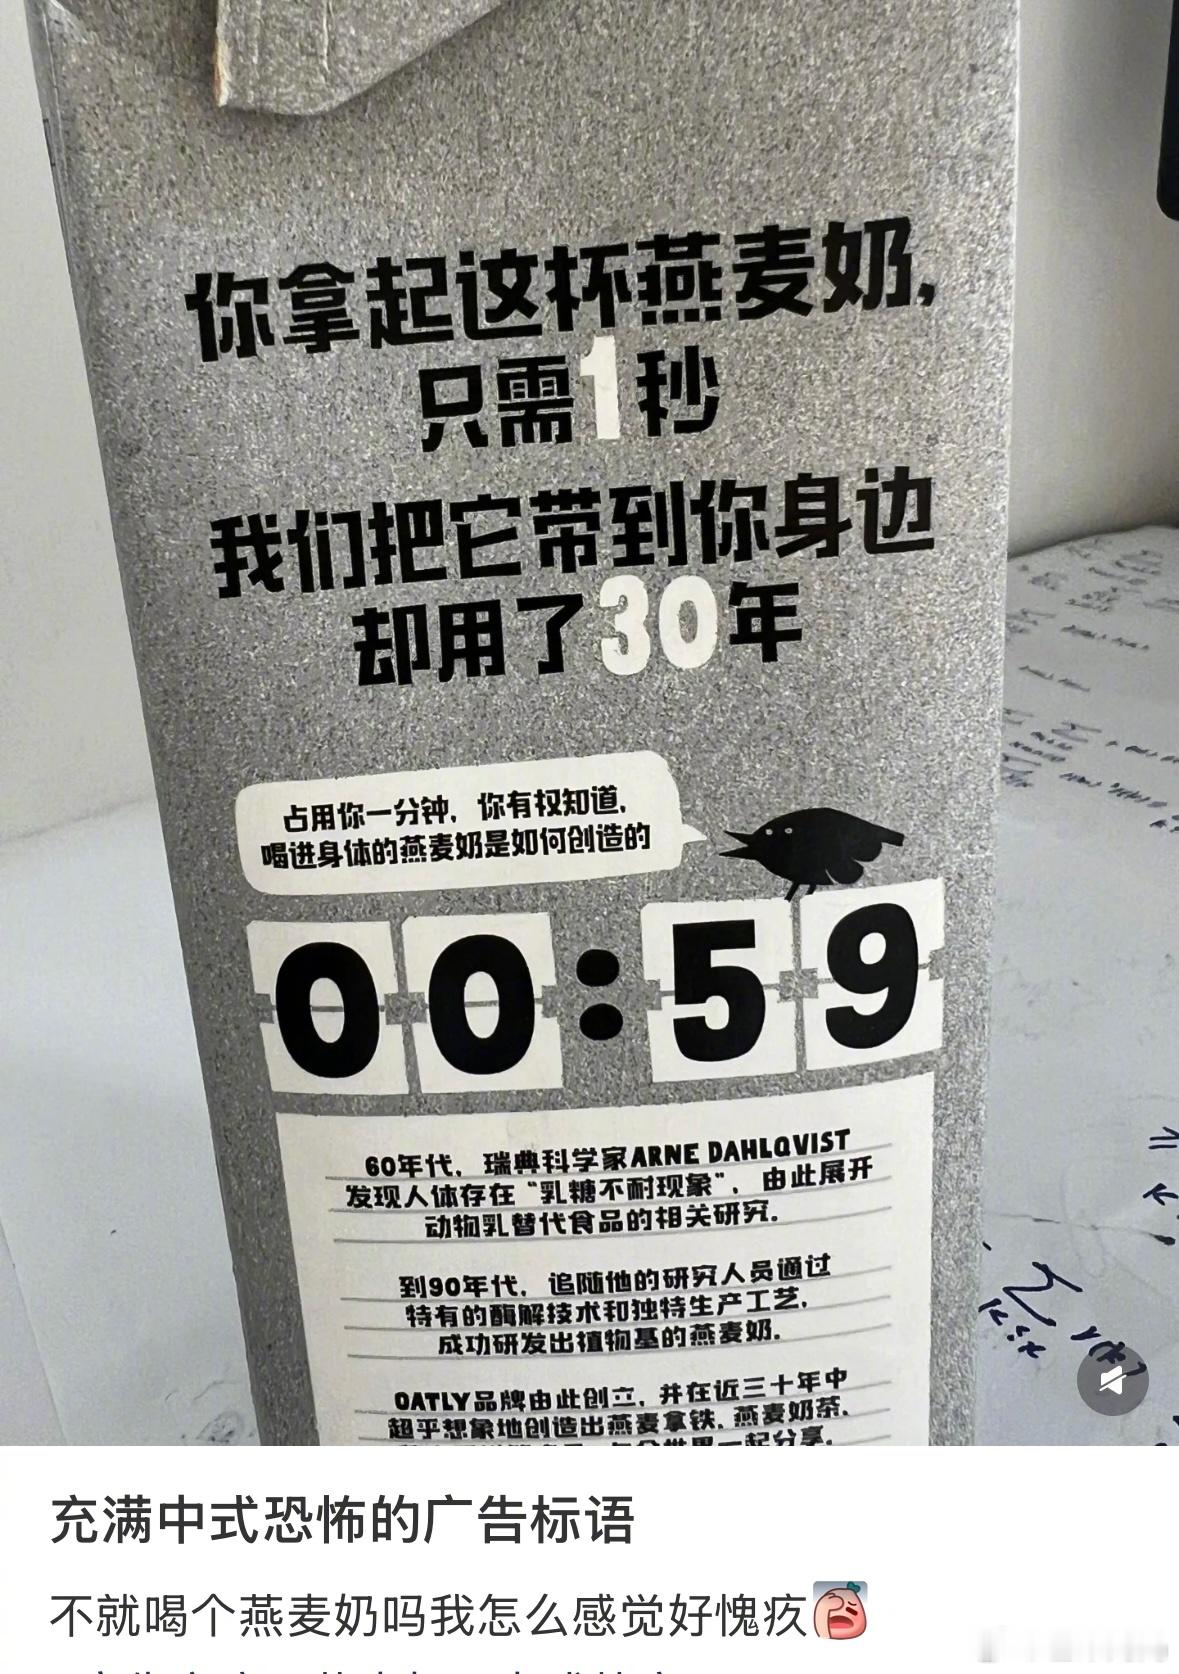 你拿起这杯燕麦奶,
只需1秒
我们把它带到你身边
却用了30年
占用你一分钟，你有权知道，
喝进身体的燕麦奶是如何创造的
00:59
60年代，瑞典科学家ARNE DAHLQVIST
发现人体存在“乳糖不耐现象”，由此展开
动物乳替代食品的相关研究.
到90年代，追随他的研究人员通过
特有的酶解技术和独特生产工艺，
成功研发出植物基的燕麦奶.
OATLY品牌由此创立，并在近三十年中
超乎想象地创造出燕麦拿铁、燕麦奶茶、
充满中式恐怖的广告标语
不就喝个燕麦奶吗我怎么感觉好愧疚